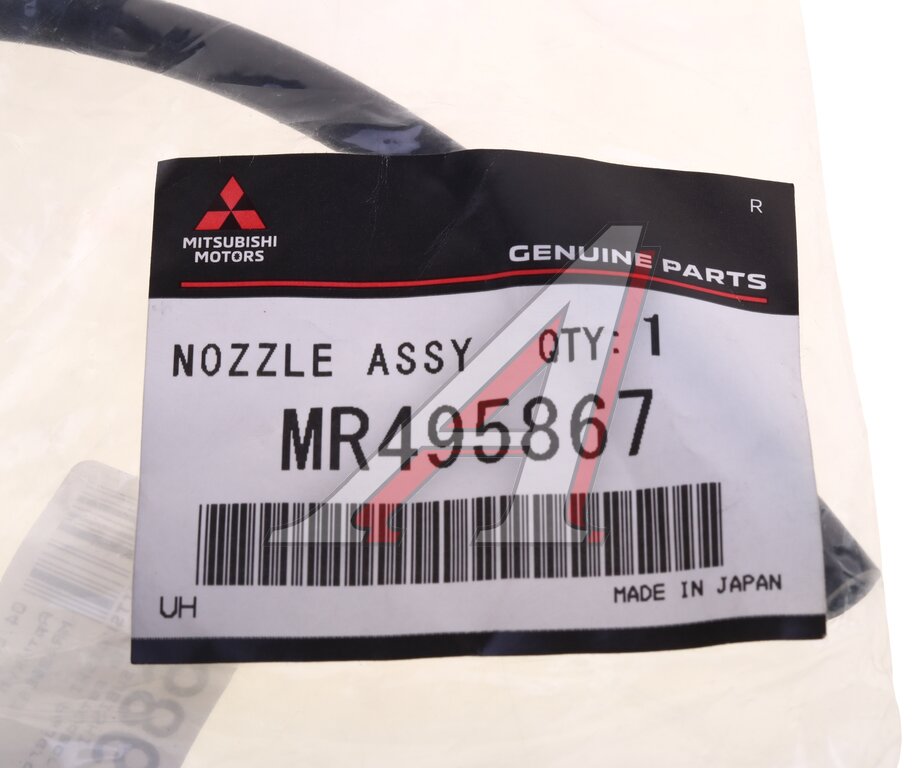 MITSUBISHI
MOTORS
R
GENUINE PARTS
NOZZLE ASSY QTY: 1
MR495867
UH
MADE IN JAPAN